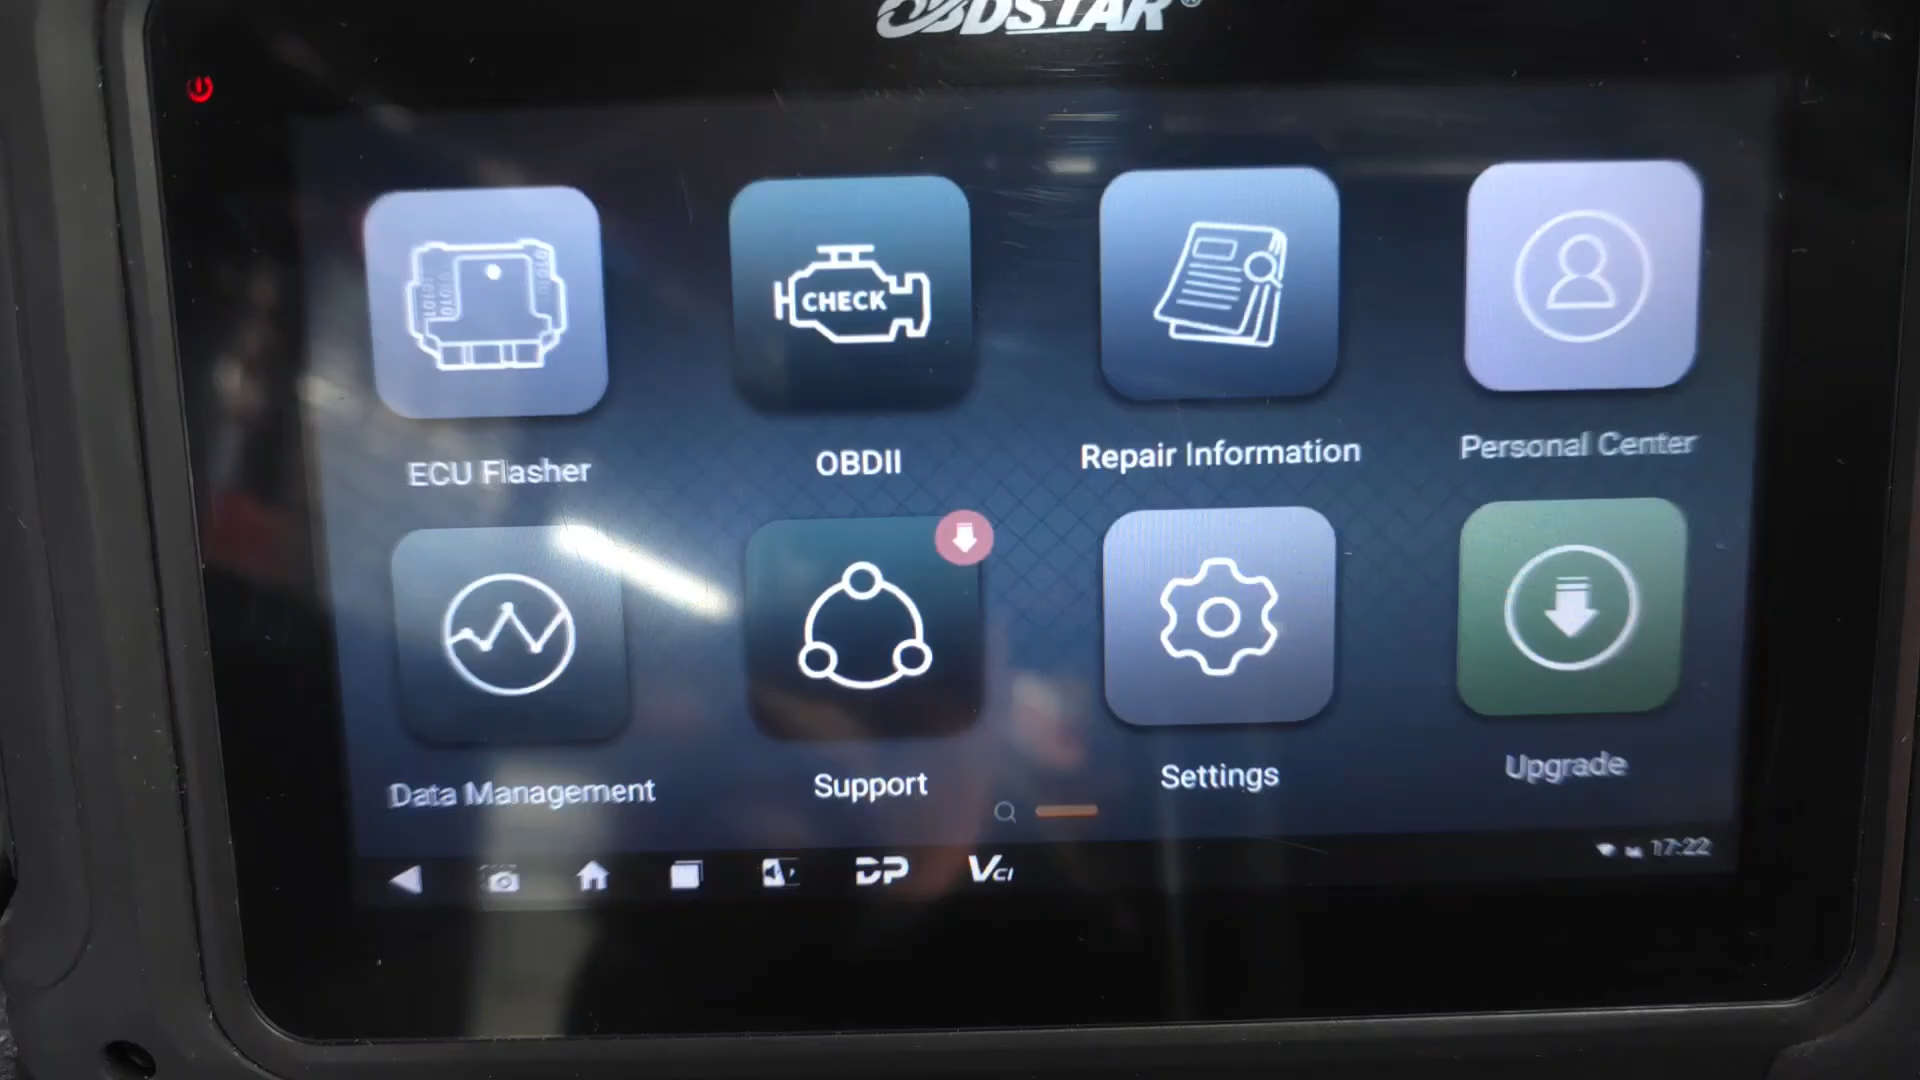 OBDSTAR®
CHECK
ECU Flasher
OBDII
Repair Information
Personal Center
Data Management
Support
Settings
Upgrade
DP
VCI
17:22